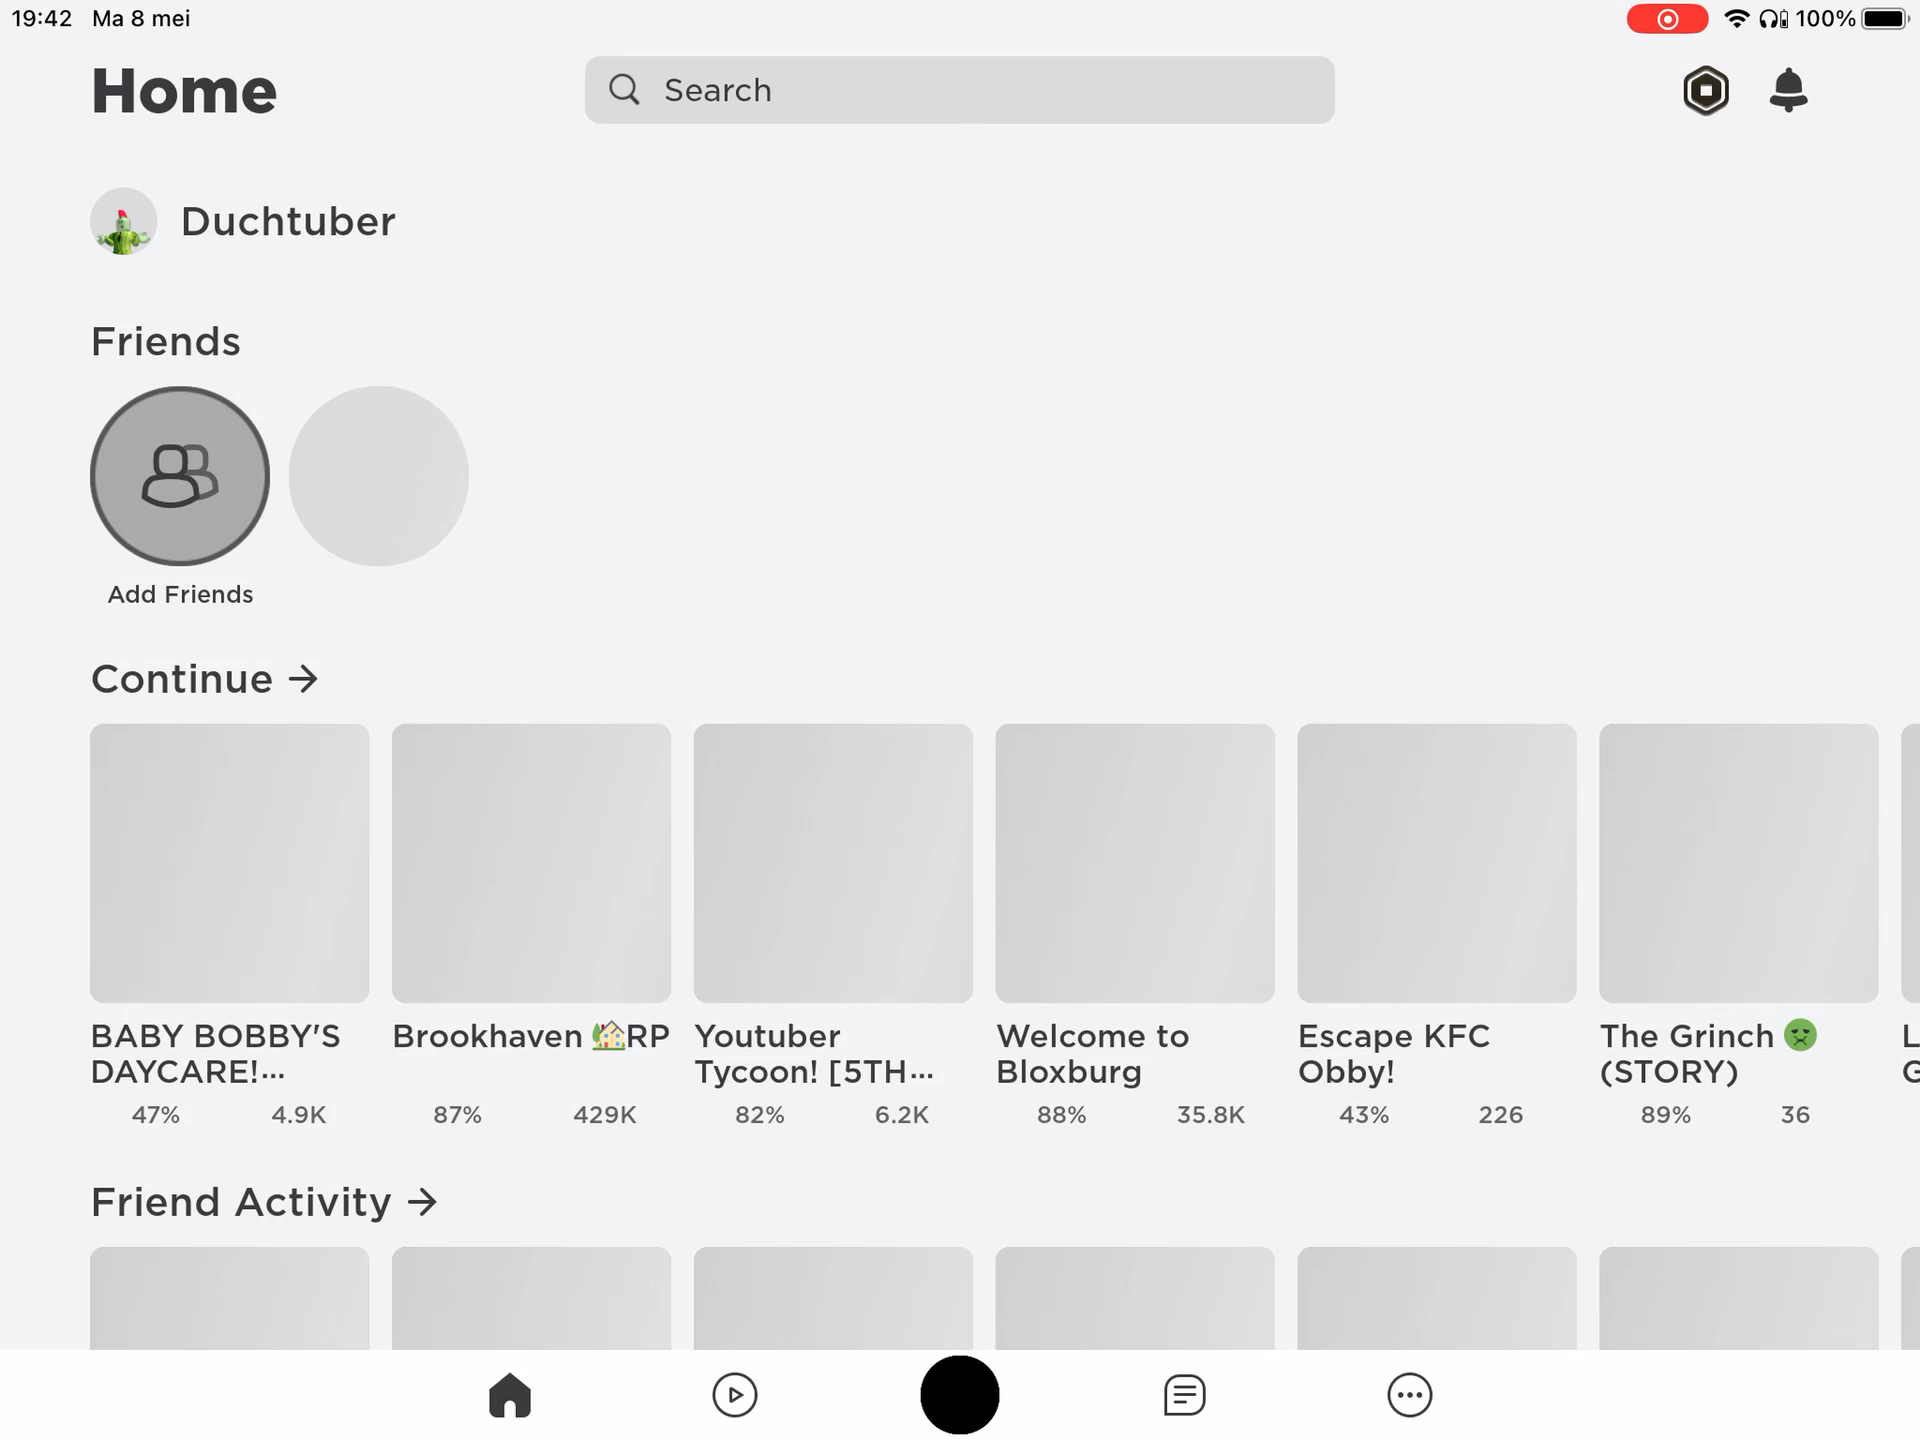 19:42 Ma 8 mei 100%
Home
Search
Duchtuber
Friends
Add Friends
Continue →
BABY BOBBY'S
DAYCARE!...
47% 4.9K
Brookhaven 🏡RP
87% 429K
Youtuber
Tycoon! [5TH...
82% 6.2K
Welcome to
Bloxburg
88% 35.8K
Escape KFC
Obby!
43% 226
The Grinch
(STORY)
89% 36
Friend Activity →